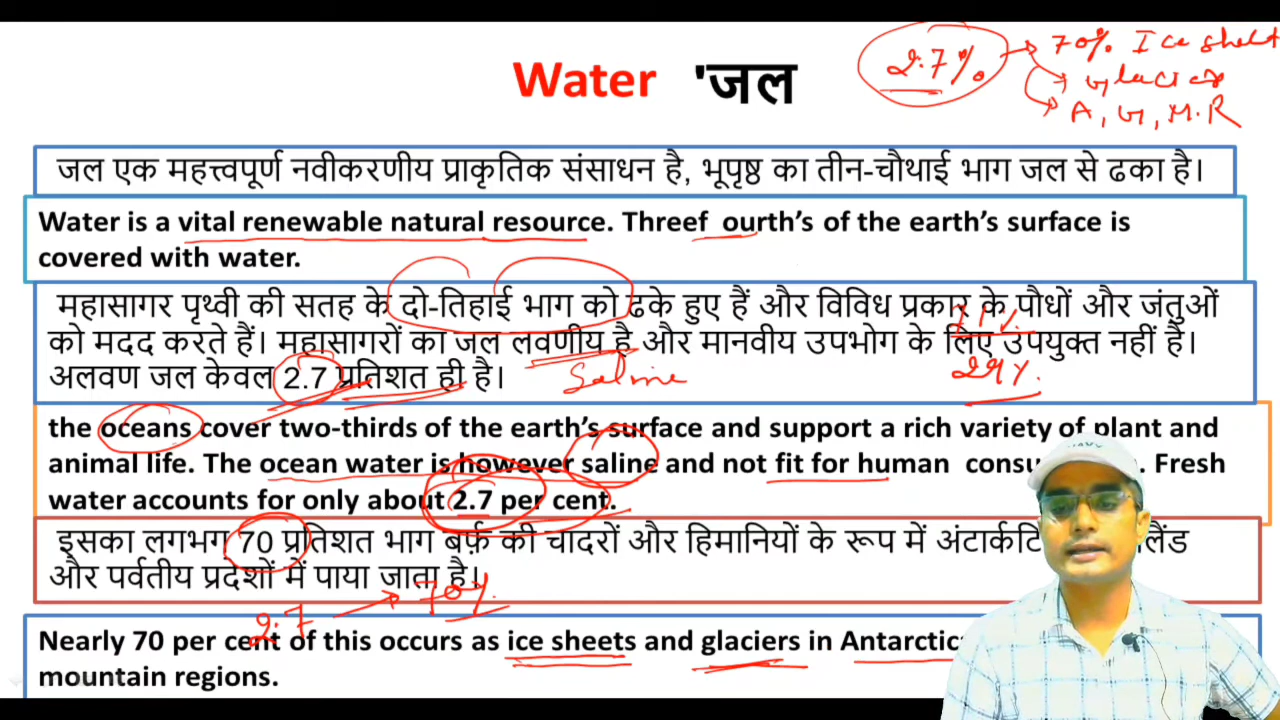 Water 'जल
2.7% → 70% Ice sheet
→ glacier
→ A, G, M.R
जल एक महत्त्वपूर्ण नवीकरणीय प्राकृतिक संसाधन है, भूपृष्ठ का तीन-चौथाई भाग जल से ढका है।
Water is a vital renewable natural resource. Threef ourth's of the earth's surface is
covered with water.
महासागर पृथ्वी की सतह के दो-तिहाई भाग को ढके हुए हैं और विविध प्रकार के पौधों और जंतुओं
को मदद करते हैं। महासागरों का जल लवणीय है और मानवीय उपभोग के लिए उपयुक्त नहीं है।
71%
अलवण जल केवल 2.7 प्रतिशत ही है।
Saline
29%.
the oceans cover two-thirds of the earth's surface and support a rich variety of plant and
animal life. The ocean water is however saline and not fit for human Fresh
water accounts for only about 2.7 per cent.
इसका लगभग 70 प्रतिशत भाग बर्फ़ की चादरों और हिमानियों के रूप में
और पर्वतीय प्रदेशों में पाया जाता है।
2.7 → 70%.
Nearly 70 per cent of this occurs as ice sheets and glaciers in
mountain regions.